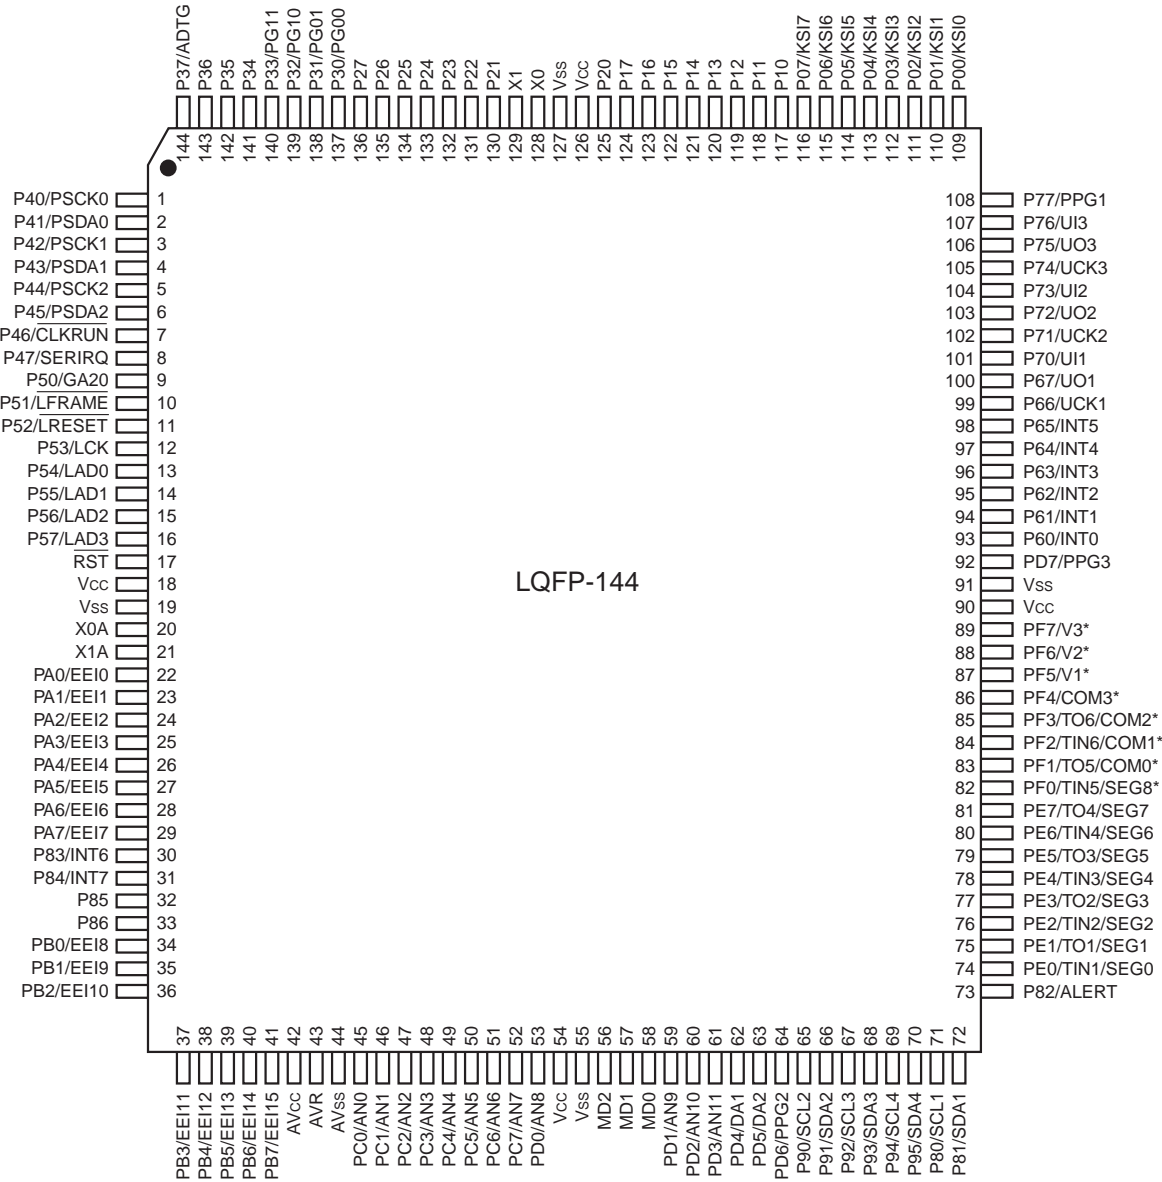 P37/ADTG
P36
P35
P34
P33/PG11
P32/PG10
P31/PG01
P30/PG00
P27
P26
P25
P24
P23
P22
P21
X1
X0
Vss
Vcc
P20
P17
P16
P15
P14
P13
P12
P11
P10
P07/KSI7
P06/KSI6
P05/KSI5
P04/KSI4
P03/KSI3
P02/KSI2
P01/KSI1
P00/KSI0
144
143
142
141
140
139
138
137
136
135
134
133
132
131
130
129
128
127
126
125
124
123
122
121
120
119
118
117
116
115
114
113
112
111
110
109
P40/PSCK0 1
P41/PSDA0 2
P42/PSCK1 3
P43/PSDA1 4
P44/PSCK2 5
P45/PSDA2 6
P46/CLKRUN 7
P47/SERIRQ 8
P50/GA20 9
P51/LFRAME 10
P52/LRESET 11
P53/LCK 12
P54/LAD0 13
P55/LAD1 14
P56/LAD2 15
P57/LAD3 16
RST 17
Vcc 18
Vss 19
X0A 20
X1A 21
PA0/EEI0 22
PA1/EEI1 23
PA2/EEI2 24
PA3/EEI3 25
PA4/EEI4 26
PA5/EEI5 27
PA6/EEI6 28
PA7/EEI7 29
P83/INT6 30
P84/INT7 31
P85 32
P86 33
PB0/EEI8 34
PB1/EEI9 35
PB2/EEI10 36
LQFP-144
108 P77/PPG1
107 P76/UI3
106 P75/UO3
105 P74/UCK3
104 P73/UI2
103 P72/UO2
102 P71/UCK2
101 P70/UI1
100 P67/UO1
99 P66/UCK1
98 P65/INT5
97 P64/INT4
96 P63/INT3
95 P62/INT2
94 P61/INT1
93 P60/INT0
92 PD7/PPG3
91 Vss
90 Vcc
89 PF7/V3*
88 PF6/V2*
87 PF5/V1*
86 PF4/COM3*
85 PF3/TO6/COM2*
84 PF2/TIN6/COM1*
83 PF1/TO5/COM0*
82 PF0/TIN5/SEG8*
81 PE7/TO4/SEG7
80 PE6/TIN4/SEG6
79 PE5/TO3/SEG5
78 PE4/TIN3/SEG4
77 PE3/TO2/SEG3
76 PE2/TIN2/SEG2
75 PE1/TO1/SEG1
74 PE0/TIN1/SEG0
73 P82/ALERT
37
38
39
40
41
42
43
44
45
46
47
48
49
50
51
52
53
54
55
56
57
58
59
60
61
62
63
64
65
66
67
68
69
70
71
72
PB3/EEI11
PB4/EEI12
PB5/EEI13
PB6/EEI14
PB7/EEI15
AVcc
AVR
AVss
PC0/AN0
PC1/AN1
PC2/AN2
PC3/AN3
PC4/AN4
PC5/AN5
PC6/AN6
PC7/AN7
PD0/AN8
Vcc
Vss
MD2
MD1
MD0
PD1/AN9
PD2/AN10
PD3/AN11
PD4/DA1
PD5/DA2
PD6/PPG2
P90/SCL2
P91/SDA2
P92/SCL3
P93/SDA3
P94/SCL4
P95/SDA4
P80/SCL1
P81/SDA1